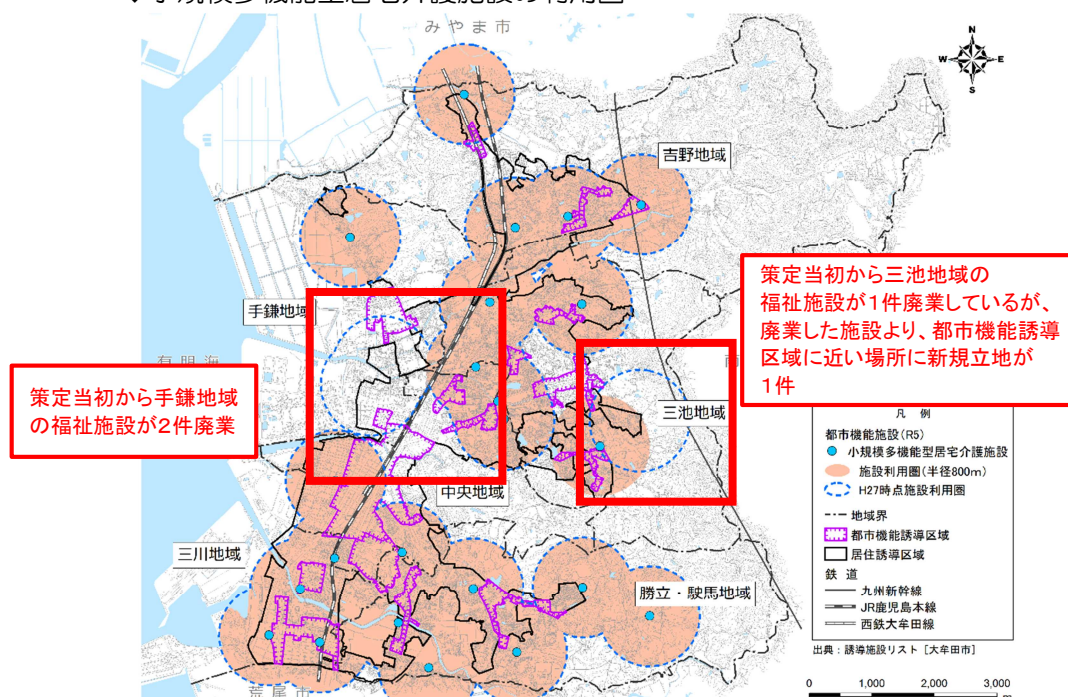 みやま市
N
W E
S
吉野地域
手鎌地域
有明海
策定当初から三池地域の
福祉施設が1件廃業しているが、
廃業した施設より、都市機能誘導
区域に近い場所に新規立地が
1件
策定当初から手鎌地域
の福祉施設が2件廃業
三池地域
中央地域
三川地域
勝立・駛馬地域
荒尾市
凡 例
都市機能施設(R5)
小規模多機能型居宅介護施設
施設利用圏(半径800m)
H27時点施設利用圏
地域界
都市機能誘導区域
居住誘導区域
鉄 道
九州新幹線
JR鹿児島本線
西鉄大牟田線
出典:誘導施設リスト [大牟田市]
0 1,000 2,000 3,000
m